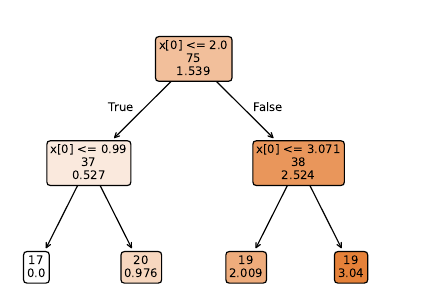 x[0] <= 2.0
75
1.539
True
False
x[0] <= 0.99
37
0.527
x[0] <= 3.071
38
2.524
17
0.0
20
0.976
19
2.009
19
3.04